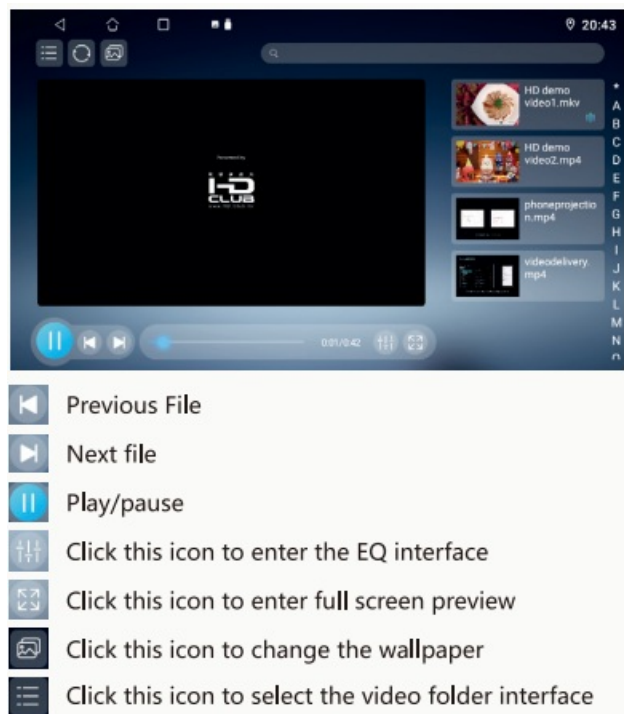 20:43
HD demo
video1.mkv
HD demo
video2.mp4
phoneprojectio
n.mp4
videodelivery.
mp4
*
A
B
C
D
E
F
G
H
I
J
K
L
M
N
Presented by
HD
CLUB
0:01/0:42
Previous File
Next file
Play/pause
Click this icon to enter the EQ interface
Click this icon to enter full screen preview
Click this icon to change the wallpaper
Click this icon to select the video folder interface